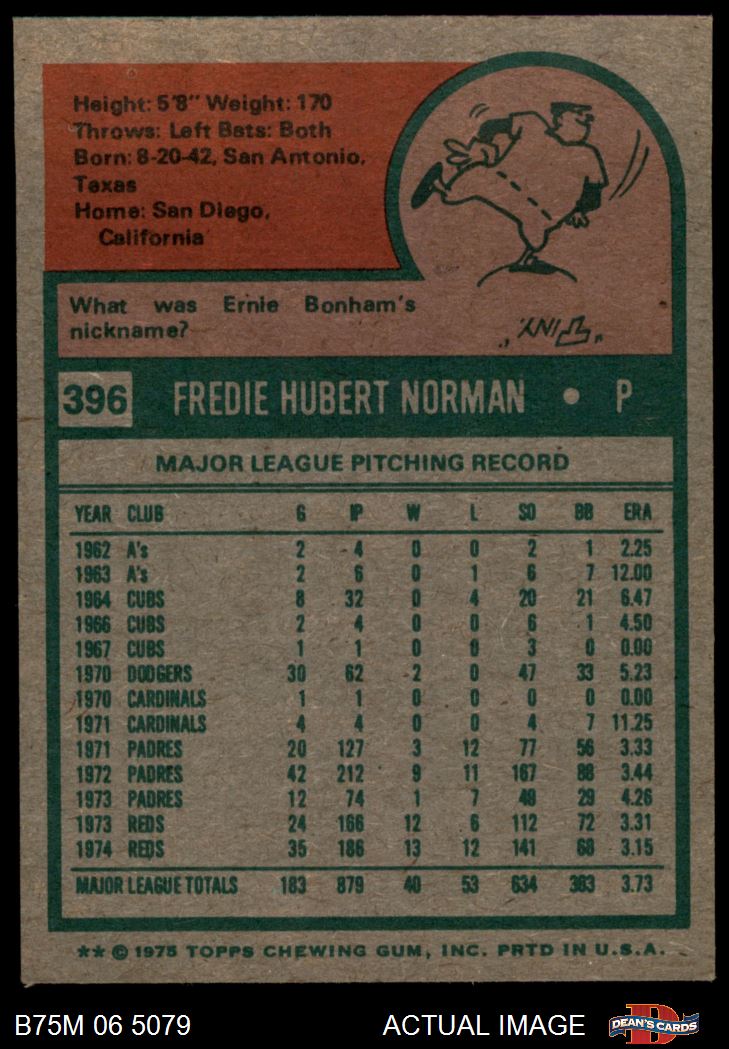 Height: 5'8" Weight: 170
Throws: Left Bats: Both
Born: 8-20-42, San Antonio,
Texas
Home: San Diego,
California
What was Ernie Bonham's
nickname?
"TINY"
396 FREDIE HUBERT NORMAN • P
MAJOR LEAGUE PITCHING RECORD
YEAR CLUB G IP W L SO BB ERA
1962 A's 2 4 0 0 2 1 2.25
1963 A's 2 6 0 1 6 7 12.00
1964 CUBS 8 32 0 4 20 21 6.47
1966 CUBS 2 4 0 0 6 1 4.50
1967 CUBS 1 1 0 0 3 0 0.00
1970 DODGERS 30 62 2 0 47 33 5.23
1970 CARDINALS 1 1 0 0 0 0 0.00
1971 CARDINALS 4 4 0 0 4 7 11.25
1971 PADRES 20 127 3 12 77 56 3.33
1972 PADRES 42 212 9 11 167 88 3.44
1973 PADRES 12 74 1 7 49 29 4.26
1973 REDS 24 166 12 6 112 72 3.31
1974 REDS 35 186 13 12 141 68 3.15
MAJOR LEAGUE TOTALS 183 879 40 53 634 383 3.73
** © 1975 TOPPS CHEWING GUM, INC. PRTD IN U.S.A.
B75M 06 5079 ACTUAL IMAGE DEAN'S CARDS